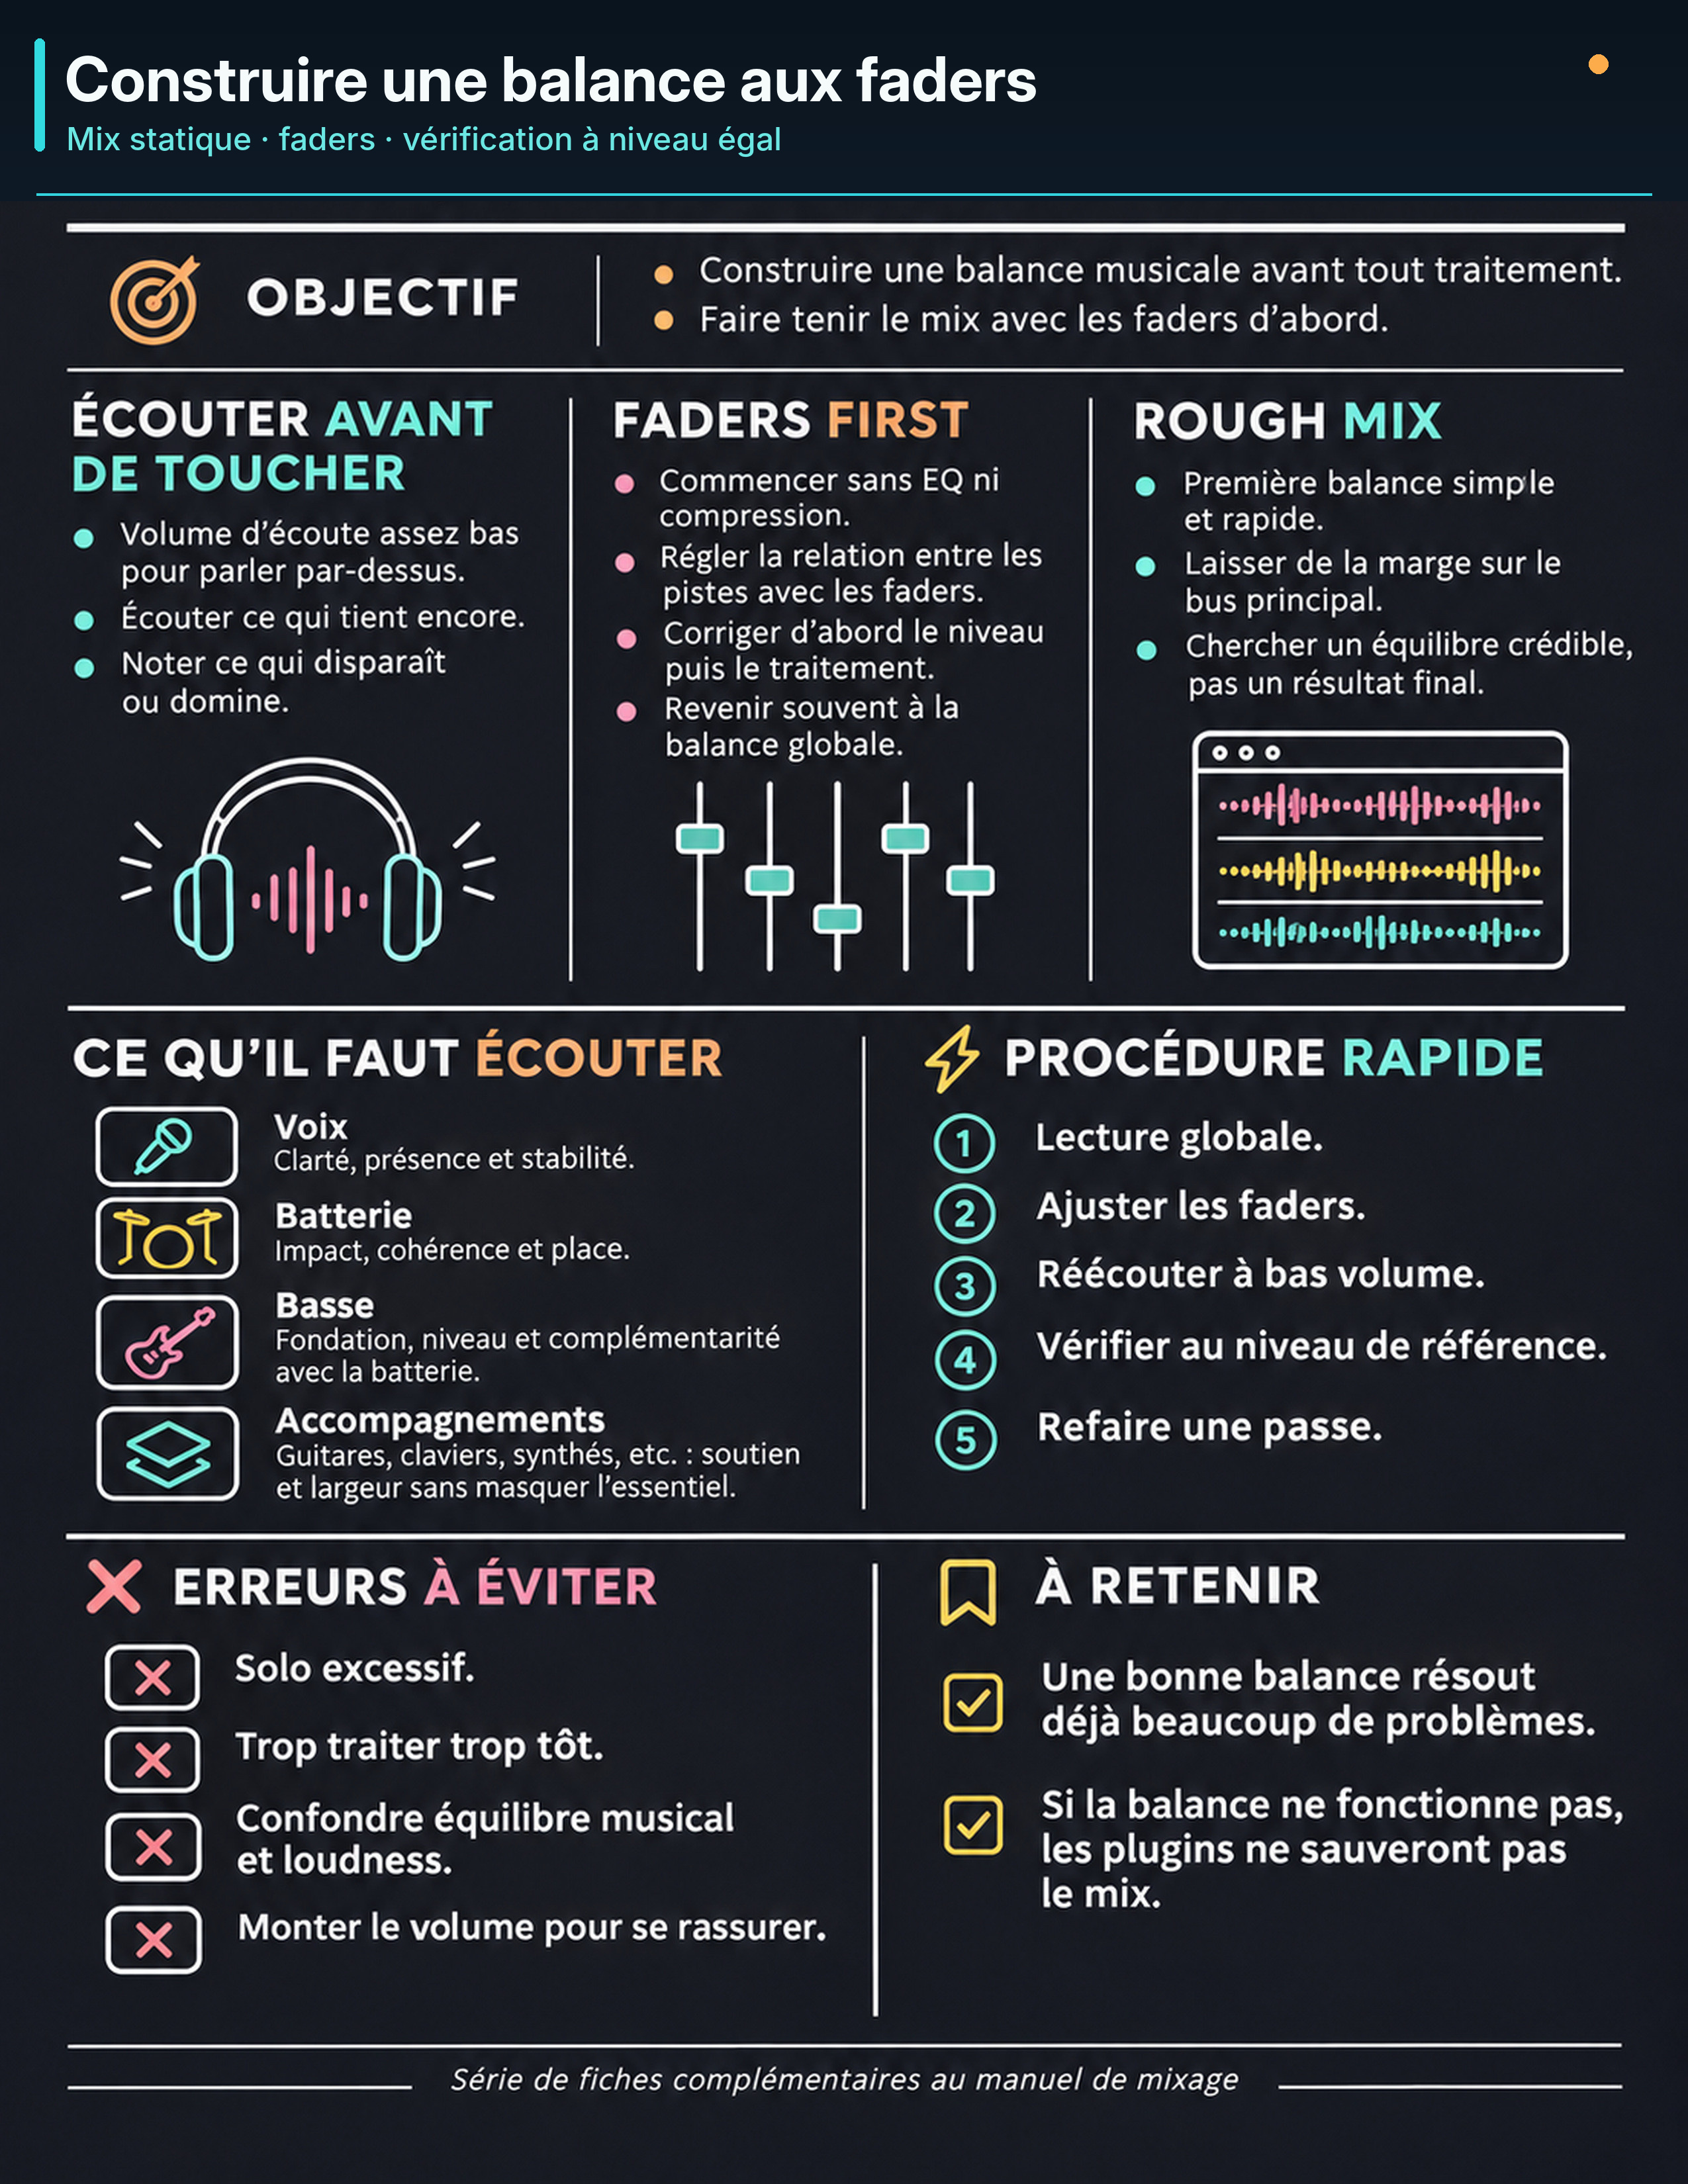 Construire une balance aux faders
Mix statique · faders · vérification à niveau égal
OBJECTIF
Construire une balance musicale avant tout traitement.
Faire tenir le mix avec les faders d’abord.
ÉCOUTER AVANT
DE TOUCHER
Volume d’écoute assez bas
pour parler par-dessus.
Écouter ce qui tient encore.
Noter ce qui disparaît
ou domine.
FADERS FIRST
Commencer sans EQ ni
compression.
Régler la relation entre les
pistes avec les faders.
Corriger d’abord le niveau
puis le traitement.
Revenir souvent à la
balance globale.
ROUGH MIX
Première balance simple
et rapide.
Laisser de la marge sur le
bus principal.
Chercher un équilibre crédible,
pas un résultat final.
CE QU’IL FAUT ÉCOUTER
Voix
Clarté, présence et stabilité.
Batterie
Impact, cohérence et place.
Basse
Fondation, niveau et complémentarité
avec la batterie.
Accompagnements
Guitares, claviers, synthés, etc. : soutien
et largeur sans masquer l’essentiel.
PROCÉDURE RAPIDE
1 Lecture globale.
2 Ajuster les faders.
3 Réécouter à bas volume.
4 Vérifier au niveau de référence.
5 Refaire une passe.
ERREURS À ÉVITER
Solo excessif.
Trop traiter trop tôt.
Confondre équilibre musical
et loudness.
Monter le volume pour se rassurer.
À RETENIR
Une bonne balance résout
déjà beaucoup de problèmes.
Si la balance ne fonctionne pas,
les plugins ne sauveront pas
le mix.
Série de fiches complémentaires au manuel de mixage